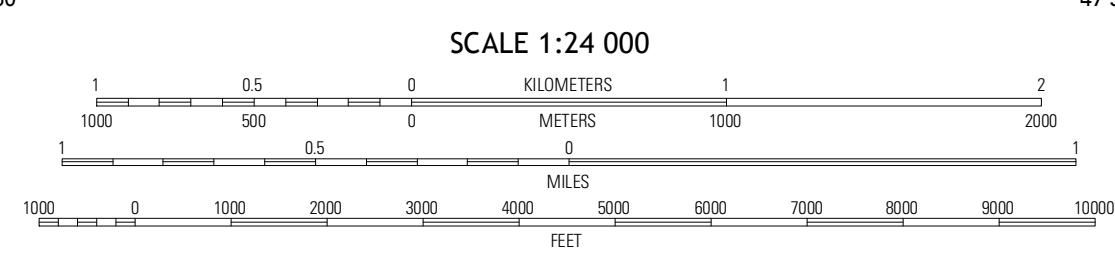 SCALE 1:24 000
1 0.5 0 KILOMETERS 1 2
1000 500 0 METERS 1000 2000
1 0.5 0 1
MILES
1000 0 1000 2000 3000 4000 5000 6000 7000 8000 9000 10000
FEET